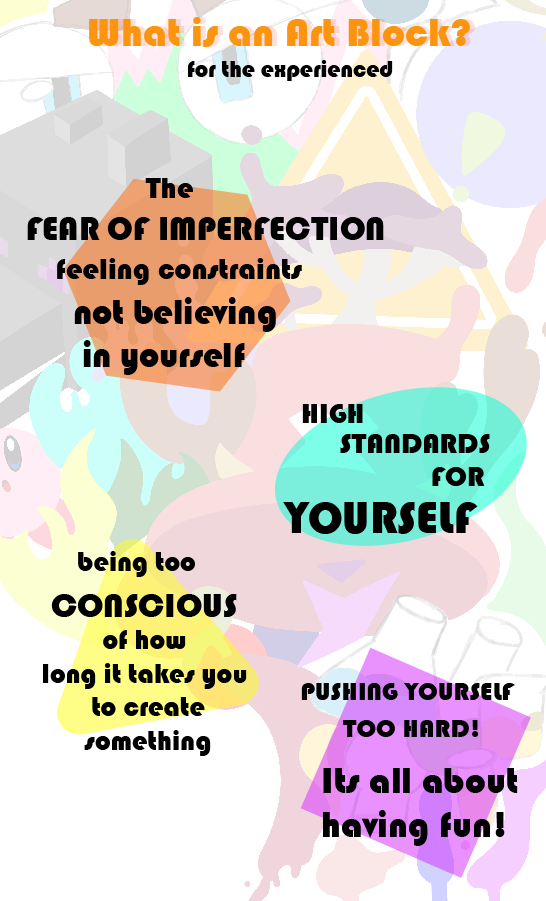 What is an Art Block?
for the experienced
The
FEAR OF IMPERFECTION
feeling constraints
not believing
in yourself
HIGH
STANDARDS
FOR
YOURSELF
being too
CONSCIOUS
of how
long it takes you
to create
something
PUSHING YOURSELF
TOO HARD!
Its all about
having fun!